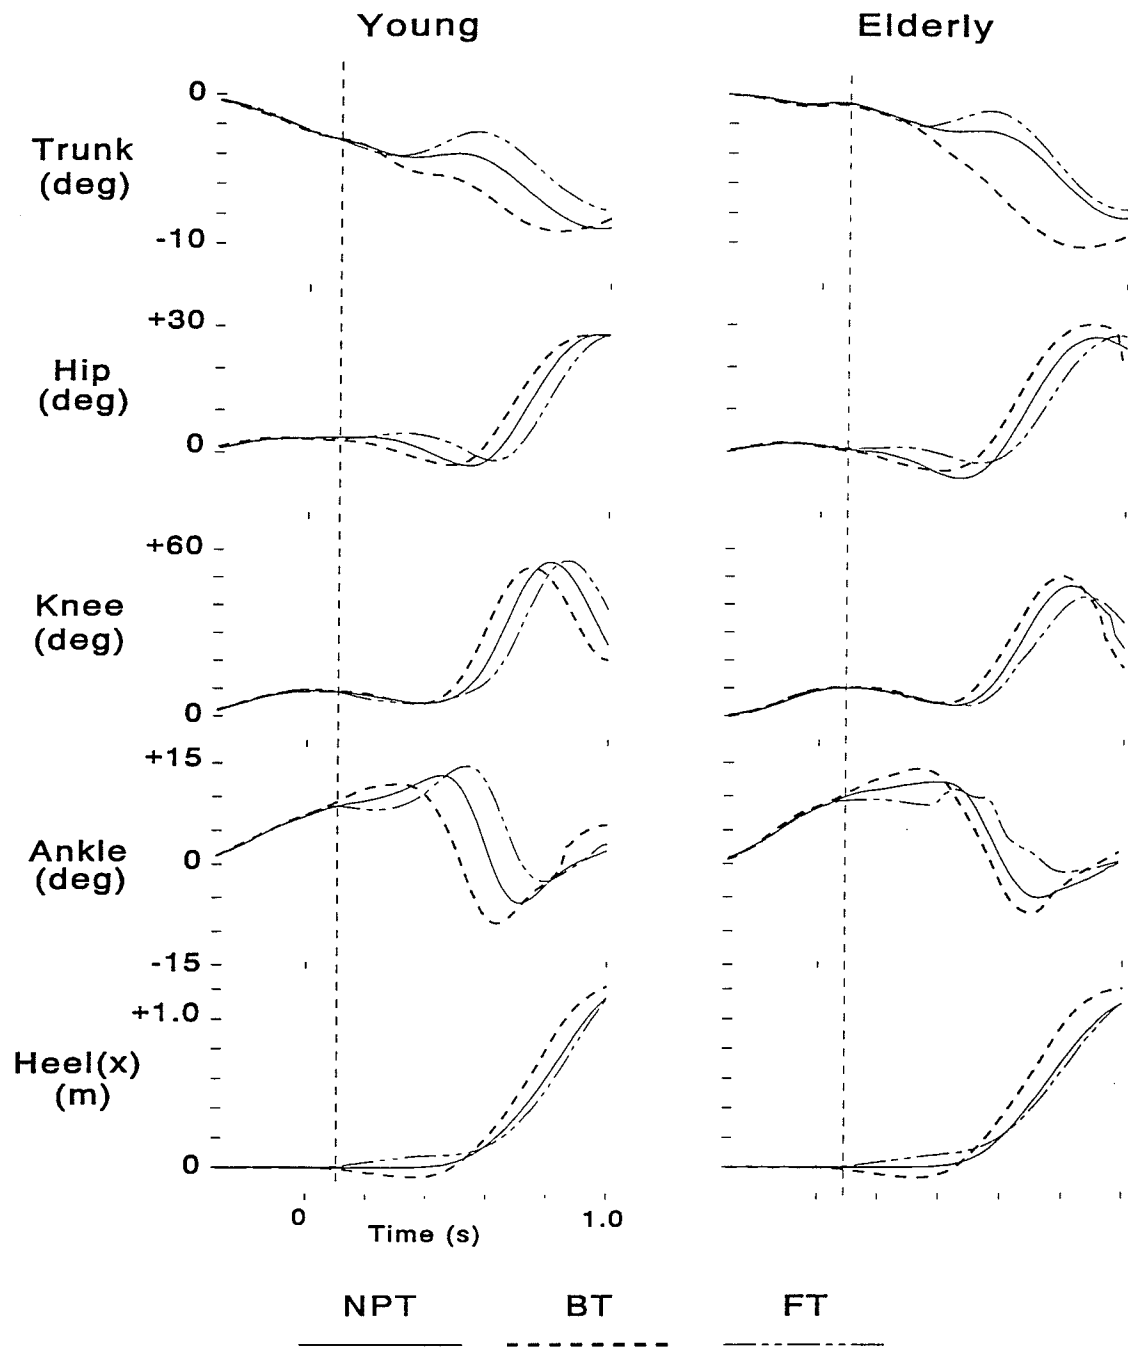 Young Elderly
0
Trunk
(deg)
-10
+30
Hip
(deg)
0
+60
Knee
(deg)
0
+15
Ankle
(deg)
0
-15
+1.0
Heel(x)
(m)
0
0 1.0
Time (s)
NPT BT FT